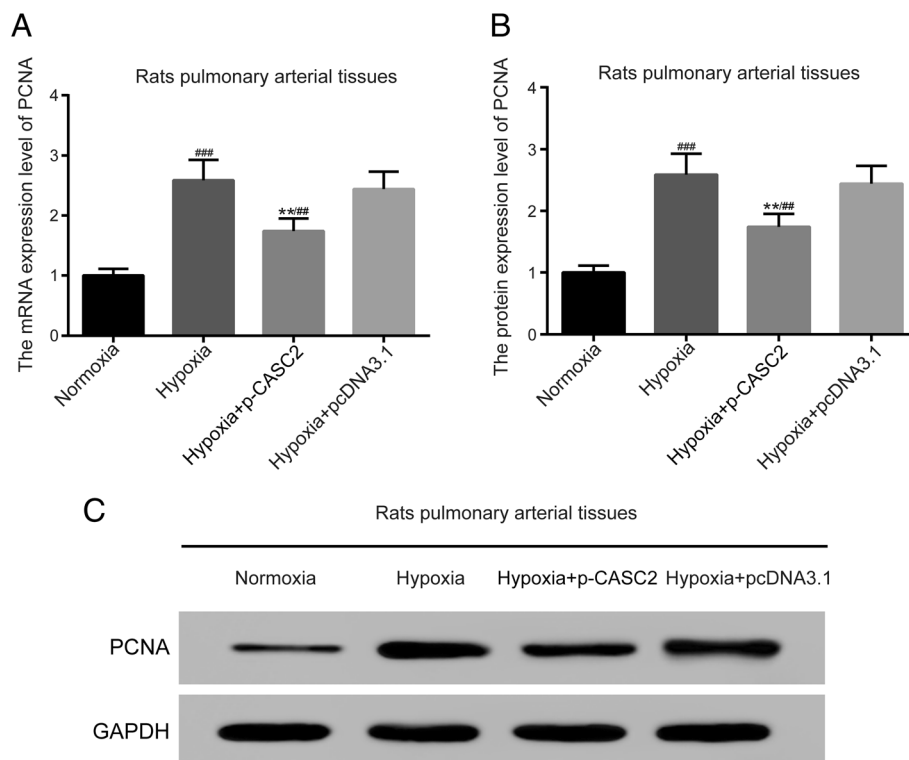 A
Rats pulmonary arterial tissues
The mRNA expression level of PCNA
4
3
2
1
0
###
**/##
Normoxia
Hypoxia
Hypoxia+p-CASC2
Hypoxia+pcDNA3.1
B
Rats pulmonary arterial tissues
The protein expression level of PCNA
4
3
2
1
0
###
**/##
Normoxia
Hypoxia
Hypoxia+p-CASC2
Hypoxia+pcDNA3.1
C
Rats pulmonary arterial tissues
Normoxia Hypoxia Hypoxia+p-CASC2 Hypoxia+pcDNA3.1
PCNA
GAPDH